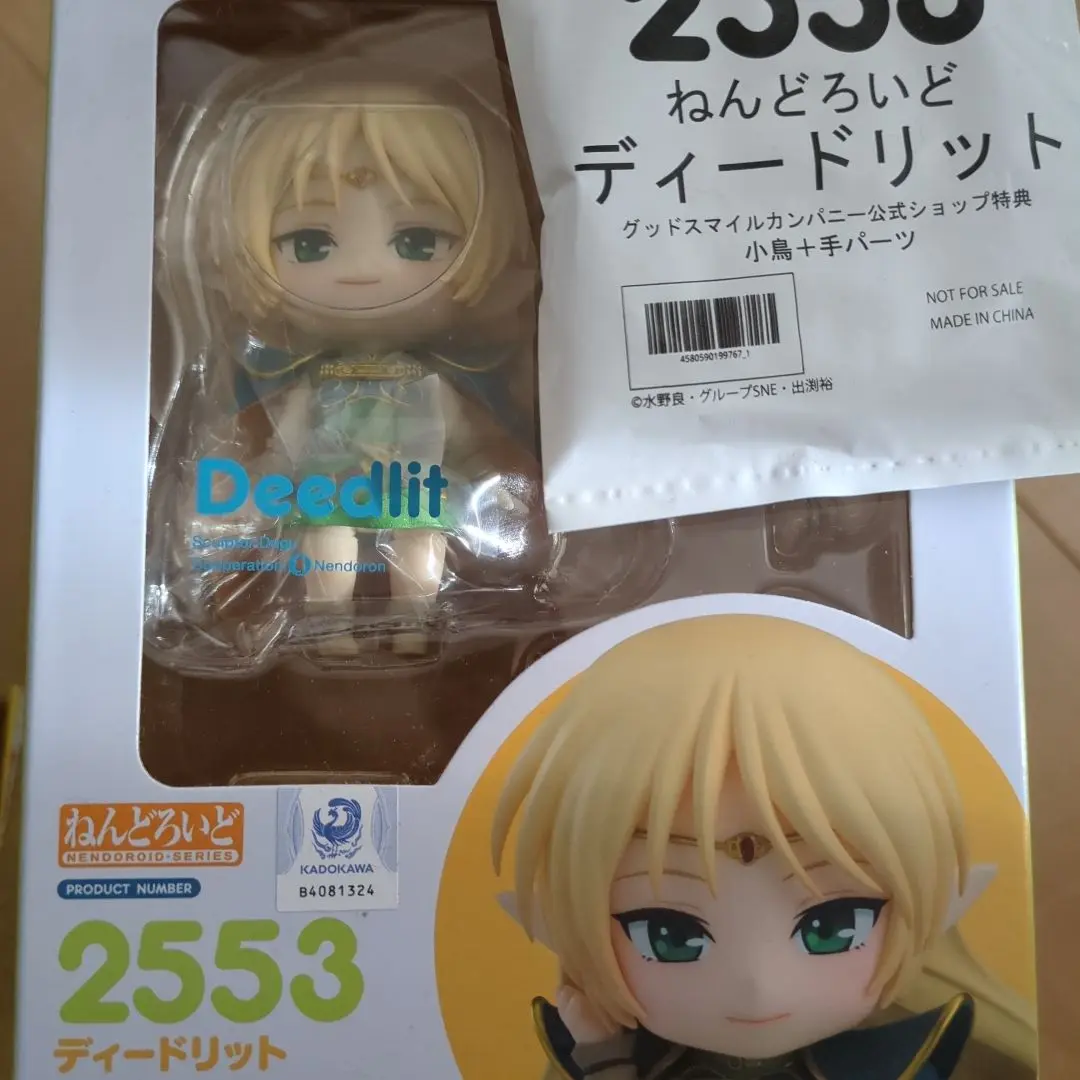 2553
ねんどろいど
ディードリット
グッドスマイルカンパニー公式ショップ特典
小鳥＋手パーツ
NOT FOR SALE
MADE IN CHINA
4580590199767_1
©水野良・グループSNE・出渕裕
Deedlit
Sculptor:
Cooperation: Nendoron
ねんどろいど
NENDOROID・SERIES
PRODUCT NUMBER
KADOKAWA
B4081324
2553
ディードリット